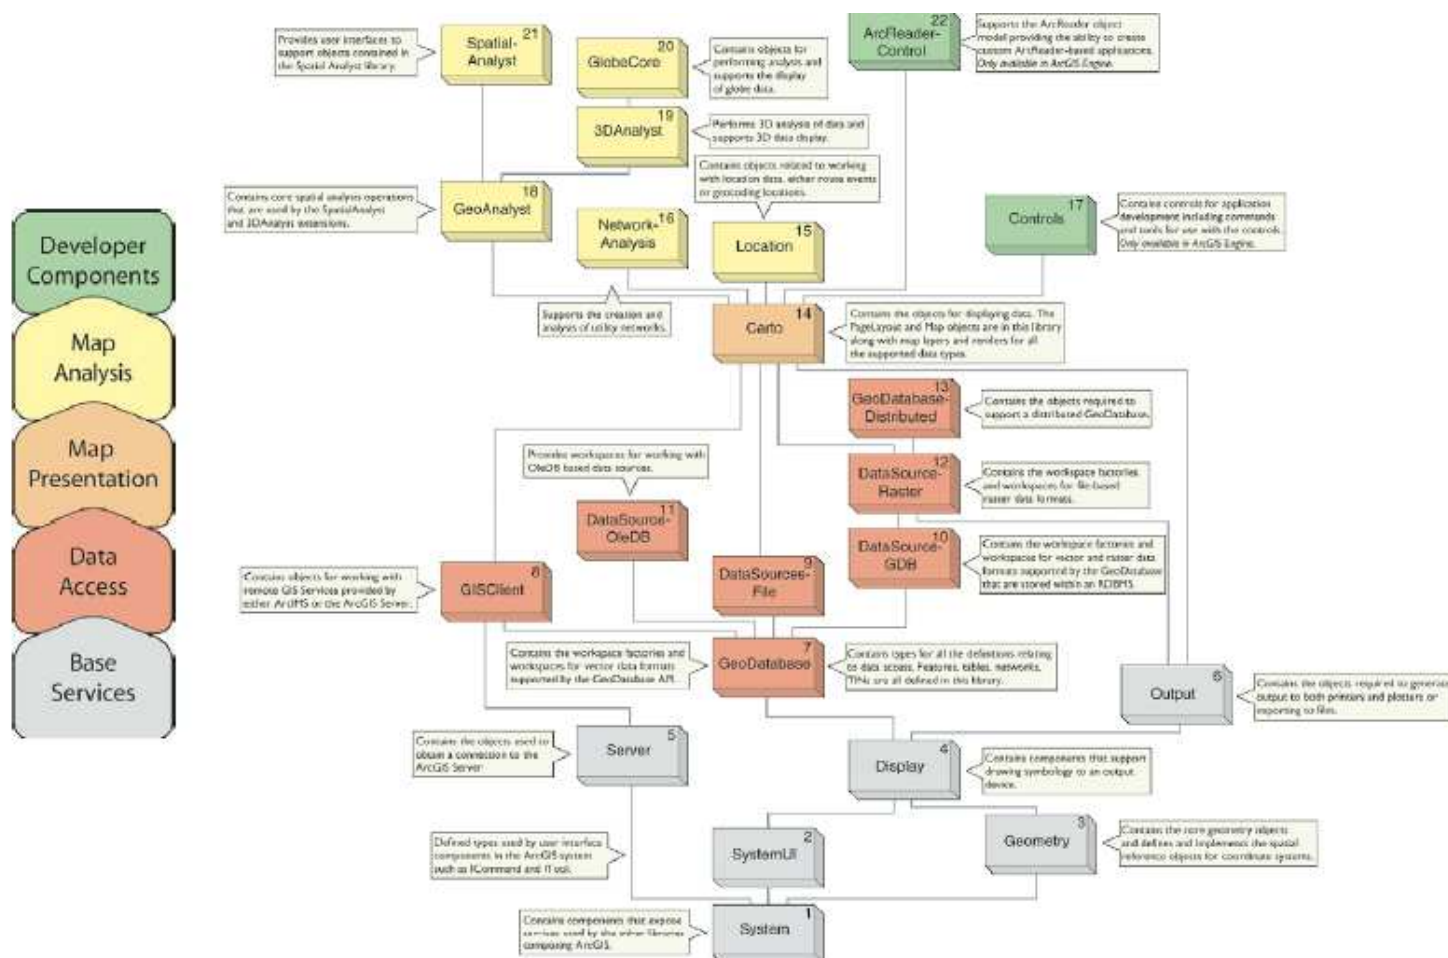 Developer
Components
Map
Analysis
Map
Presentation
Data
Access
Base
Services
Provides user interfaces to
support objects contained in
the Spatial Analyst library.
21
Spatial-
Analyst
20
GlobeCore
Contains objects for
performing analysis and
supports the display
of globe data.
22
ArcReader-
Control
Supports the ArcReader object
model providing the ability to create
custom ArcReader-based applications.
Only available in ArcGIS Engine.
19
3DAnalyst
Performs 3D analysis of data and
supports 3D data display.
Contains objects related to working
with location data, either route events
or geocoding locations.
Contains core spatial analysis operations
that are used by the SpatialAnalyst
and 3DAnalyst extensions.
18
GeoAnalyst
16
Network-
Analysis
15
Location
17
Controls
Contains controls for application
development including commands
and tools for use with the controls.
Only available in ArcGIS Engine.
Supports the creation and
analysis of utility networks.
14
Carto
Contains the objects for displaying data. The
PageLayout and Map objects are in this library
along with map layers and renders for all
the supported data types.
13
GeoDatabase-
Distributed
Contains the objects required to
support a distributed GeoDatabase.
Provides workspaces for working with
OleDB based data sources.
12
DataSource-
Raster
Contains the workspace factories
and workspaces for file-based
raster data formats.
11
DataSource-
OleDB
10
DataSource-
GDB
Contains the workspace factories and
workspaces for vector and raster data
formats supported by the GeoDatabase
that are stored within an RDBMS.
Contains objects for working with
remote GIS Services provided by
either ArcIMS or the ArcGIS Server.
8
GISClient
9
DataSources-
File
Contains the workspace factories and
workspaces for vector data formats
supported by the GeoDatabase API.
7
GeoDatabase
Contains types for all the definitions relating
to data access. Features, tables, networks,
TINs are all defined in this library.
6
Output
Contains the objects required to generate
output to both printers and plotters or
exporting to files.
Contains the objects used to
obtain a connection to the
ArcGIS Server
5
Server
4
Display
Contains components that support
drawing symbology to an output
device.
Defined types used by user interface
components in the ArcGIS system
such as ICommand and ITool.
2
SystemUI
3
Geometry
Contains the core geometry objects
and defines and implements the spatial
reference objects for coordinate systems.
Contains components that expose
services used by the other libraries
composing ArcGIS.
1
System